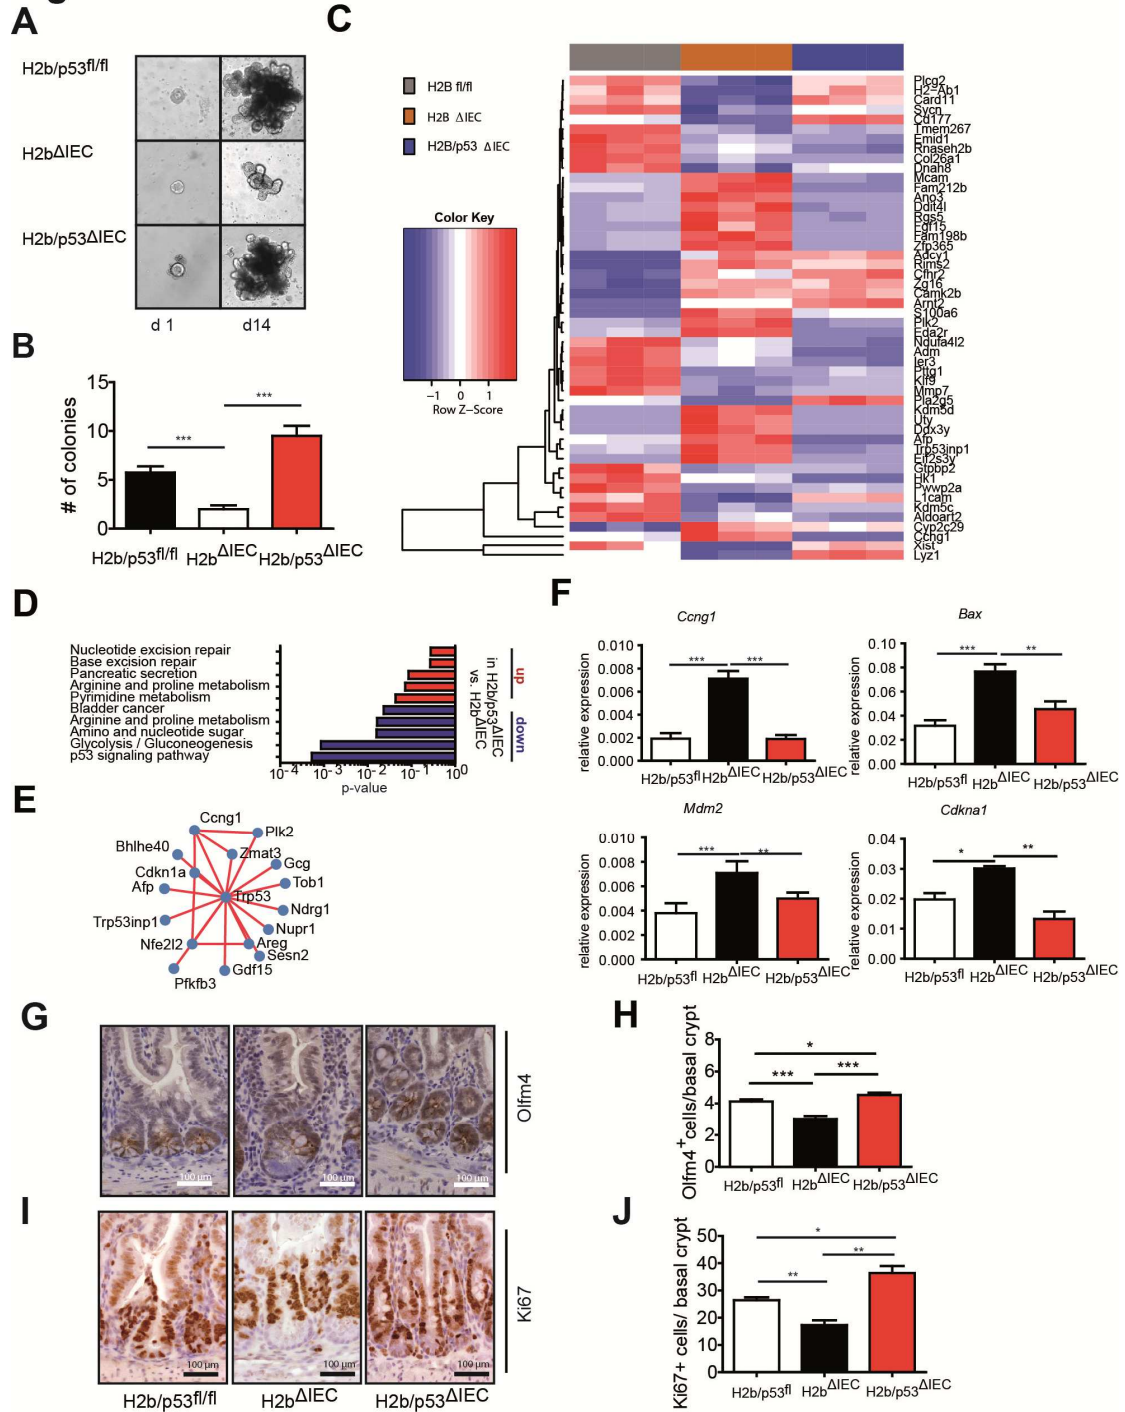 A
H2b/p53fl/fl
H2bΔIEC
H2b/p53ΔIEC
d 1
d14
B
# of colonies
15
10
5
0
***
***
H2b/p53fl/fl
H2bΔIEC
H2b/p53ΔIEC
C
H2B fl/fl
H2B ΔIEC
H2B/p53 ΔIEC
Color Key
−1 0 1
Row Z−Score
Plcg2
H2−Ab1
Card11
Sycn
Cd177
Tmem267
Emid1
Rnaseh2b
Col26a1
Dnah8
Mcam
Fam212b
Ano3
Ddit4l
Rgs5
Fgf15
Fam198b
Zfp365
Adcy1
Rims2
Cfhr2
Zg16
Camk2b
Arnt2
S100a6
Plk2
Eda2r
Ndufa4l2
Adm
Ier3
Pttg1
Klf9
Mmp7
Pla2g5
Kdm5d
Uty
Ddx3y
Afp
Trp53inp1
Eif2s3y
Gtpbp2
Hk1
Pwwp2a
L1cam
Kdm5c
Aldoart2
Cyp2c29
Ccng1
Xist
Lyz1
D
Nucleotide excision repair
Base excision repair
Pancreatic secretion
Arginine and proline metabolism
Pyrimidine metabolism
Bladder cancer
Arginine and proline metabolism
Amino and nucleotide sugar
Glycolysis / Gluconeogenesis
p53 signaling pathway
10−4 10−3 10−2 10−1 100
p-value
in H2b/p53ΔIEC
vs. H2bΔIEC
up
down
E
Ccng1
Plk2
Bhlhe40
Zmat3
Cdkn1a
Gcg
Afp
Tob1
Trp53
Ndrg1
Trp53inp1
Nupr1
Nfe2l2
Areg
Sesn2
Gdf15
Pfkfb3
F
Ccng1
relative expression
0.010
0.008
0.006
0.004
0.002
0.000
***
***
H2b/p53fl
H2bΔIEC
H2b/p53ΔIEC
Bax
relative expression
0.10
0.08
0.06
0.04
0.02
0.00
***
**
H2b/p53fl
H2bΔIEC
H2b/p53ΔIEC
Mdm2
relative expression
0.010
0.008
0.006
0.004
0.002
0.000
***
**
H2b/p53fl
H2bΔIEC
H2b/p53ΔIEC
Cdkna1
relative expression
0.04
0.03
0.02
0.01
0.00
*
**
H2b/p53fl
H2bΔIEC
H2b/p53ΔIEC
G
100 µm
100 µm
100 µm
Olfm4
H
Olfm4+cells/basal crypt
8
6
4
2
0
*
***
***
H2b/p53fl
H2bΔIEC
H2b/p53ΔIEC
I
100 µm
100 µm
100 µm
Ki67
H2b/p53fl/fl
H2bΔIEC
H2b/p53ΔIEC
J
Ki67+ cells/ basal crypt
50
40
30
20
10
0
*
**
**
H2b/p53fl
H2bΔIEC
H2b/p53ΔIEC